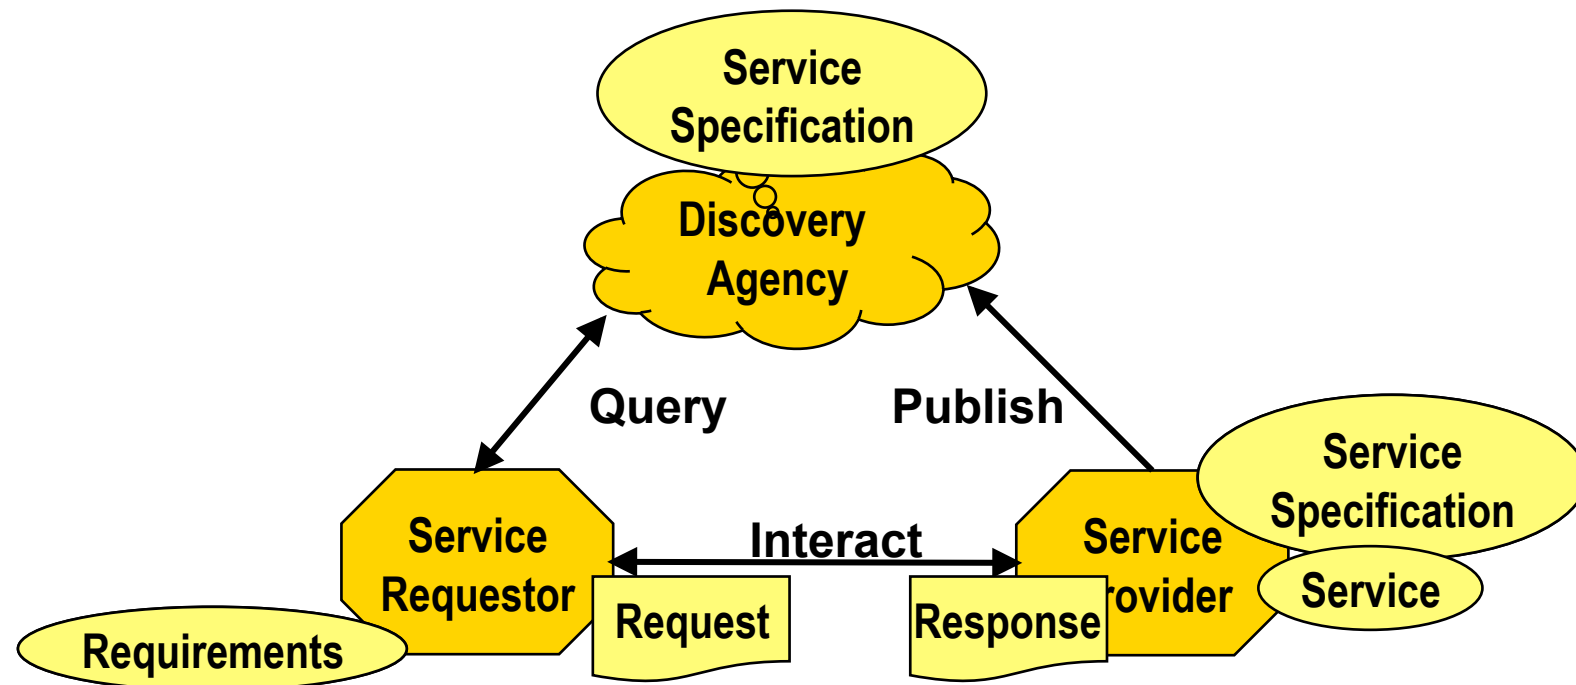 Service
Specification
Discovery
Agency
Query
Publish
Service
Specification
Service
Requestor
Interact
Service
rovider
Service
Request
Response
Requirements